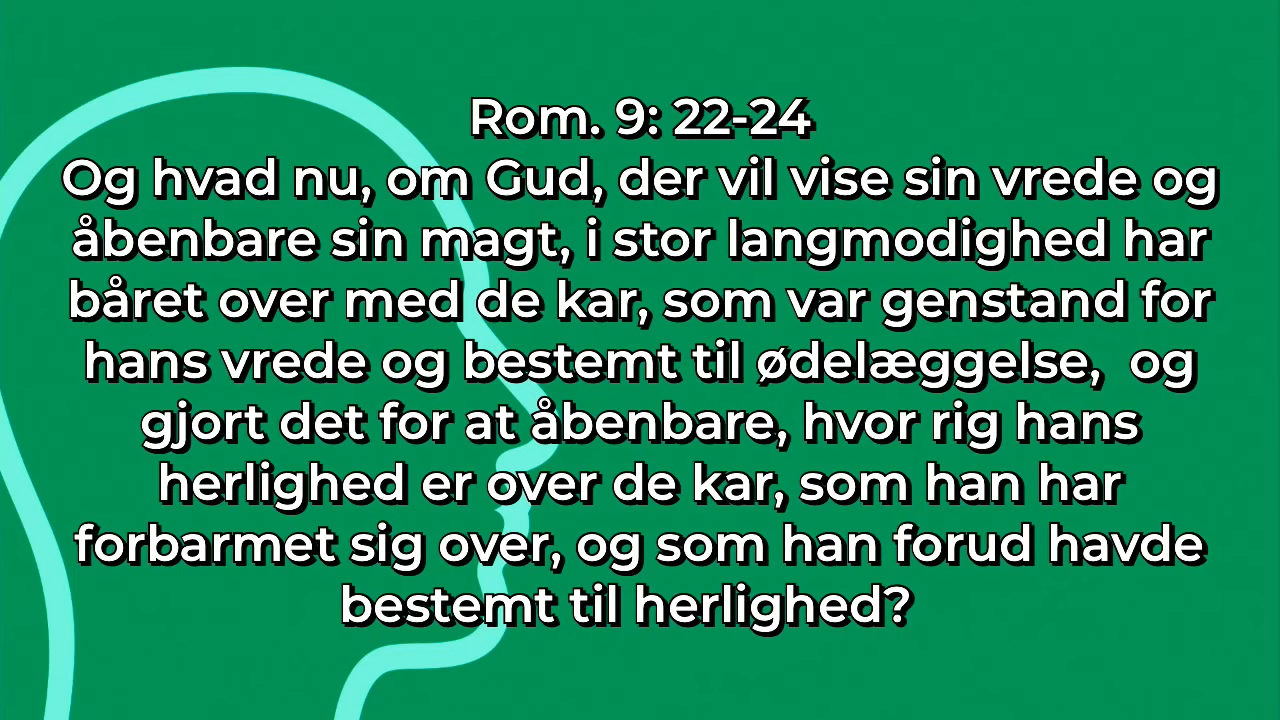 Rom. 9: 22-24
Og hvad nu, om Gud, der vil vise sin vrede og
åbenbare sin magt, i stor langmodighed har
båret over med de kar, som var genstand for
hans vrede og bestemt til ødelæggelse,  og
gjort det for at åbenbare, hvor rig hans
herlighed er over de kar, som han har
forbarmet sig over, og som han forud havde
bestemt til herlighed?